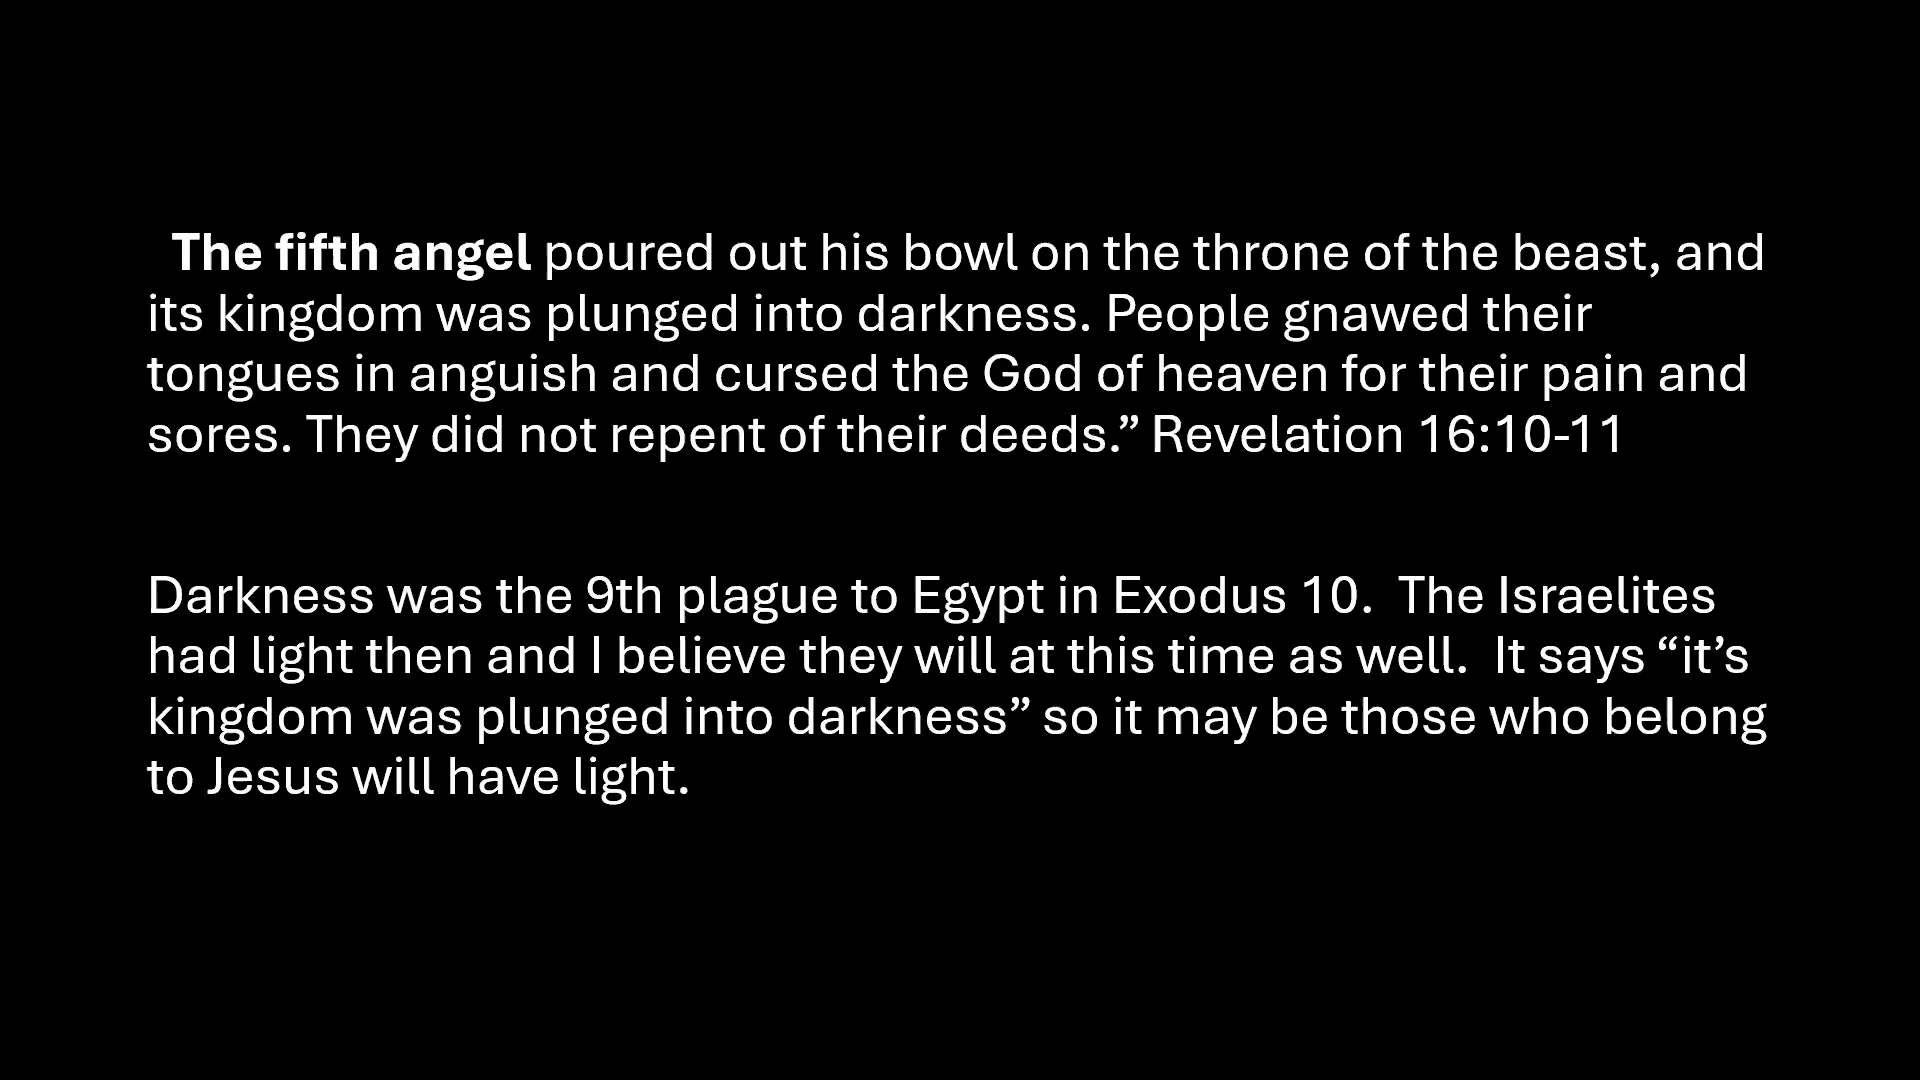 The fifth angel poured out his bowl on the throne of the beast, and
its kingdom was plunged into darkness. People gnawed their
tongues in anguish and cursed the God of heaven for their pain and
sores. They did not repent of their deeds.” Revelation 16:10-11
Darkness was the 9th plague to Egypt in Exodus 10.  The Israelites
had light then and I believe they will at this time as well.  It says “it’s
kingdom was plunged into darkness” so it may be those who belong
to Jesus will have light.